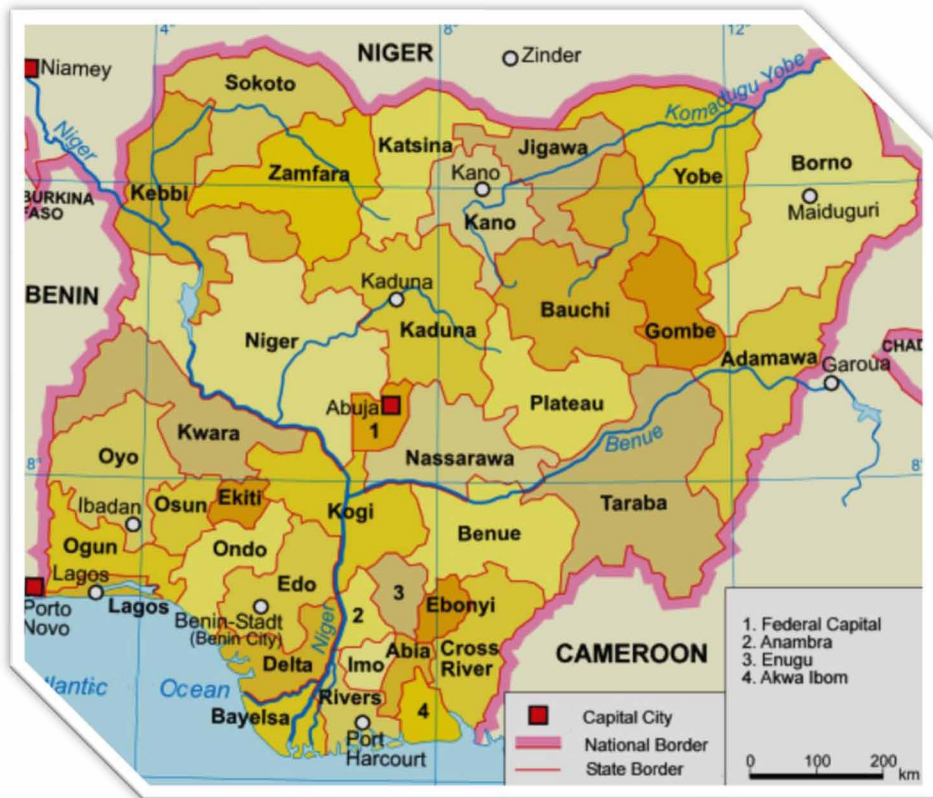 4°
8°
12°
NIGER
Zinder
Niamey
Sokoto
Komadugu Yobe
Niger
Katsina
Jigawa
Borno
Kano
Zamfara
Yobe
Kebbi
BURKINA
FASO
Maiduguri
Kano
Kaduna
BENIN
Bauchi
Kaduna
Gombe
Niger
CHAD
Adamawa
Garoua
Abuja
Plateau
1
Kwara
Benue
Nassarawa
Oyo
8°
8°
Ibadan
Osun
Ekiti
Kogi
Taraba
Benue
Ogun
Ondo
Lagos
Edo
3
Ebonyi
Porto
Novo
Lagos
2
Benin-Stadt
(Benin City)
Niger
Abia
Cross
River
CAMEROON
Delta
Imo
Atlantic Ocean
Rivers
Bayelsa
4
Port
Harcourt
1. Federal Capital
2. Anambra
3. Enugu
4. Akwa Ibom
Capital City
National Border
State Border
0 100 200
km